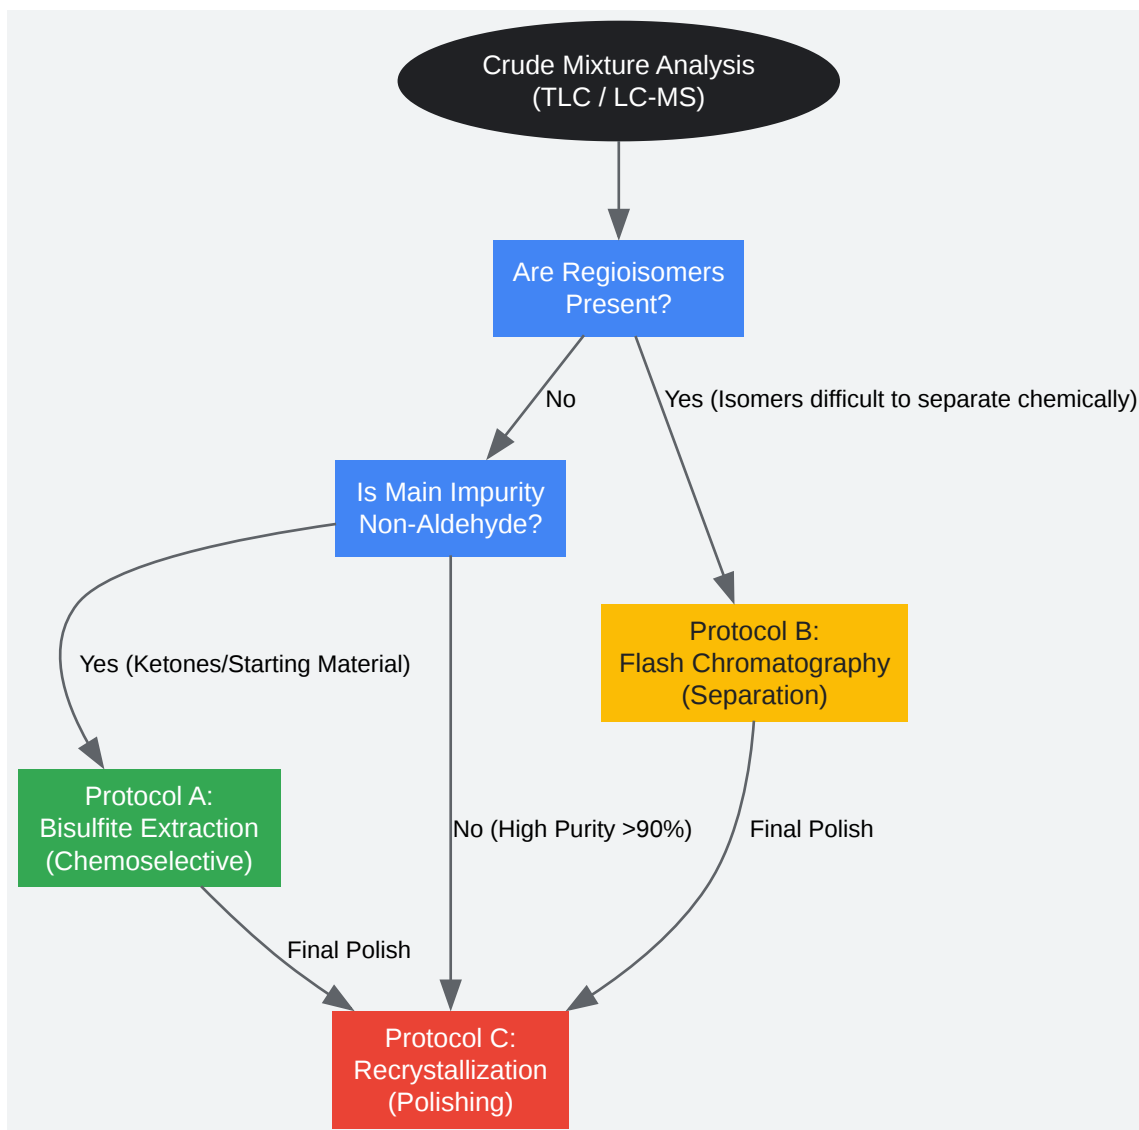 Crude Mixture Analysis
(TLC / LC-MS)
Are Regioisomers
Present?
No
Yes (Isomers difficult to separate chemically)
Is Main Impurity
Non-Aldehyde?
Protocol B:
Flash Chromatography
(Separation)
Yes (Ketones/Starting Material)
Protocol A:
Bisulfite Extraction
(Chemoselective)
No (High Purity >90%)
Final Polish
Final Polish
Protocol C:
Recrystallization
(Polishing)